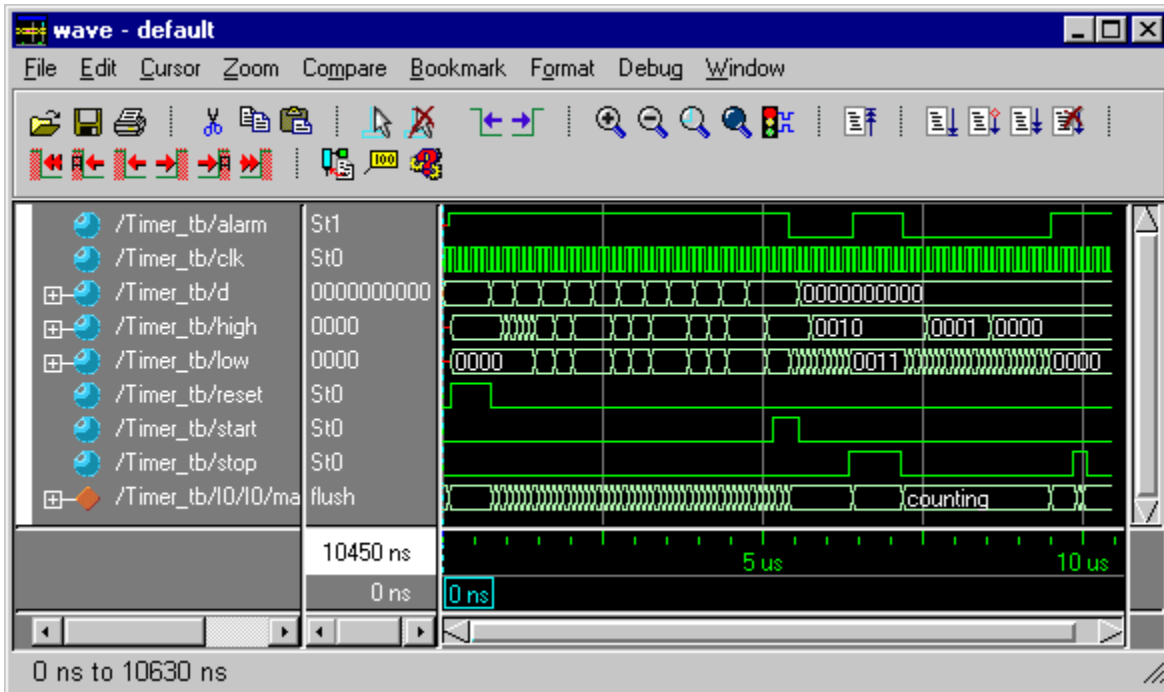 wave - default
File Edit Cursor Zoom Compare Bookmark Format Debug Window
100
/Timer_tb/alarm St1
/Timer_tb/clk St0
/Timer_tb/d 0000000000 0000000000
/Timer_tb/high 0000 0010 0001 0000
/Timer_tb/low 0000 0000 0011 0000
/Timer_tb/reset St0
/Timer_tb/start St0
/Timer_tb/stop St0
/Timer_tb/I0/I0/ma flush counting
10450 ns 5 us 10 us
0 ns 0 ns
0 ns to 10630 ns